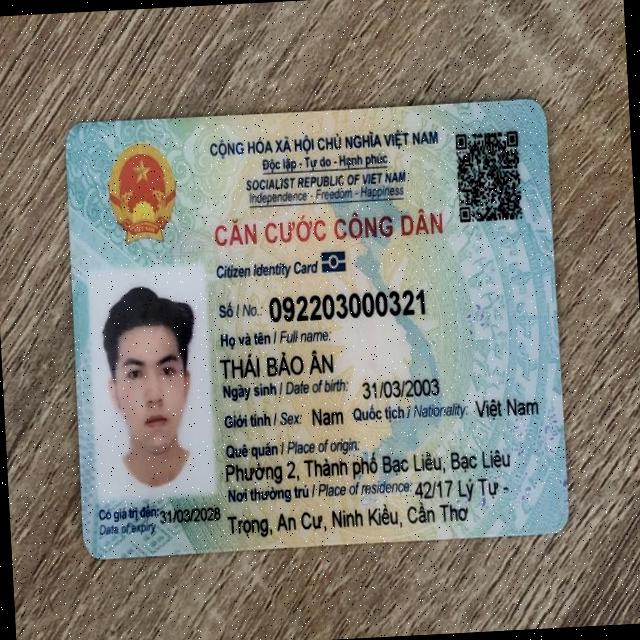 CỘNG HÒA XÃ HỘI CHỦ NGHĨA VIỆT NAM
Độc lập - Tự do - Hạnh phúc
SOCIALIST REPUBLIC OF VIET NAM
Independence - Freedom - Happiness
CĂN CƯỚC CÔNG DÂN
Citizen Identity Card
Số / No.: 092203000321
Họ và tên / Full name:
THÁI BẢO ÂN
Ngày sinh / Date of birth: 31/03/2003
Giới tính / Sex: Nam Quốc tịch / Nationality: Việt Nam
Quê quán / Place of origin:
Phường 2, Thành phố Bạc Liêu, Bạc Liêu
Nơi thường trú / Place of residence: 42/17 Lý Tự -
Trọng, An Cư, Ninh Kiều, Cần Thơ
Có giá trị đến: 31/03/2028
Date of expiry